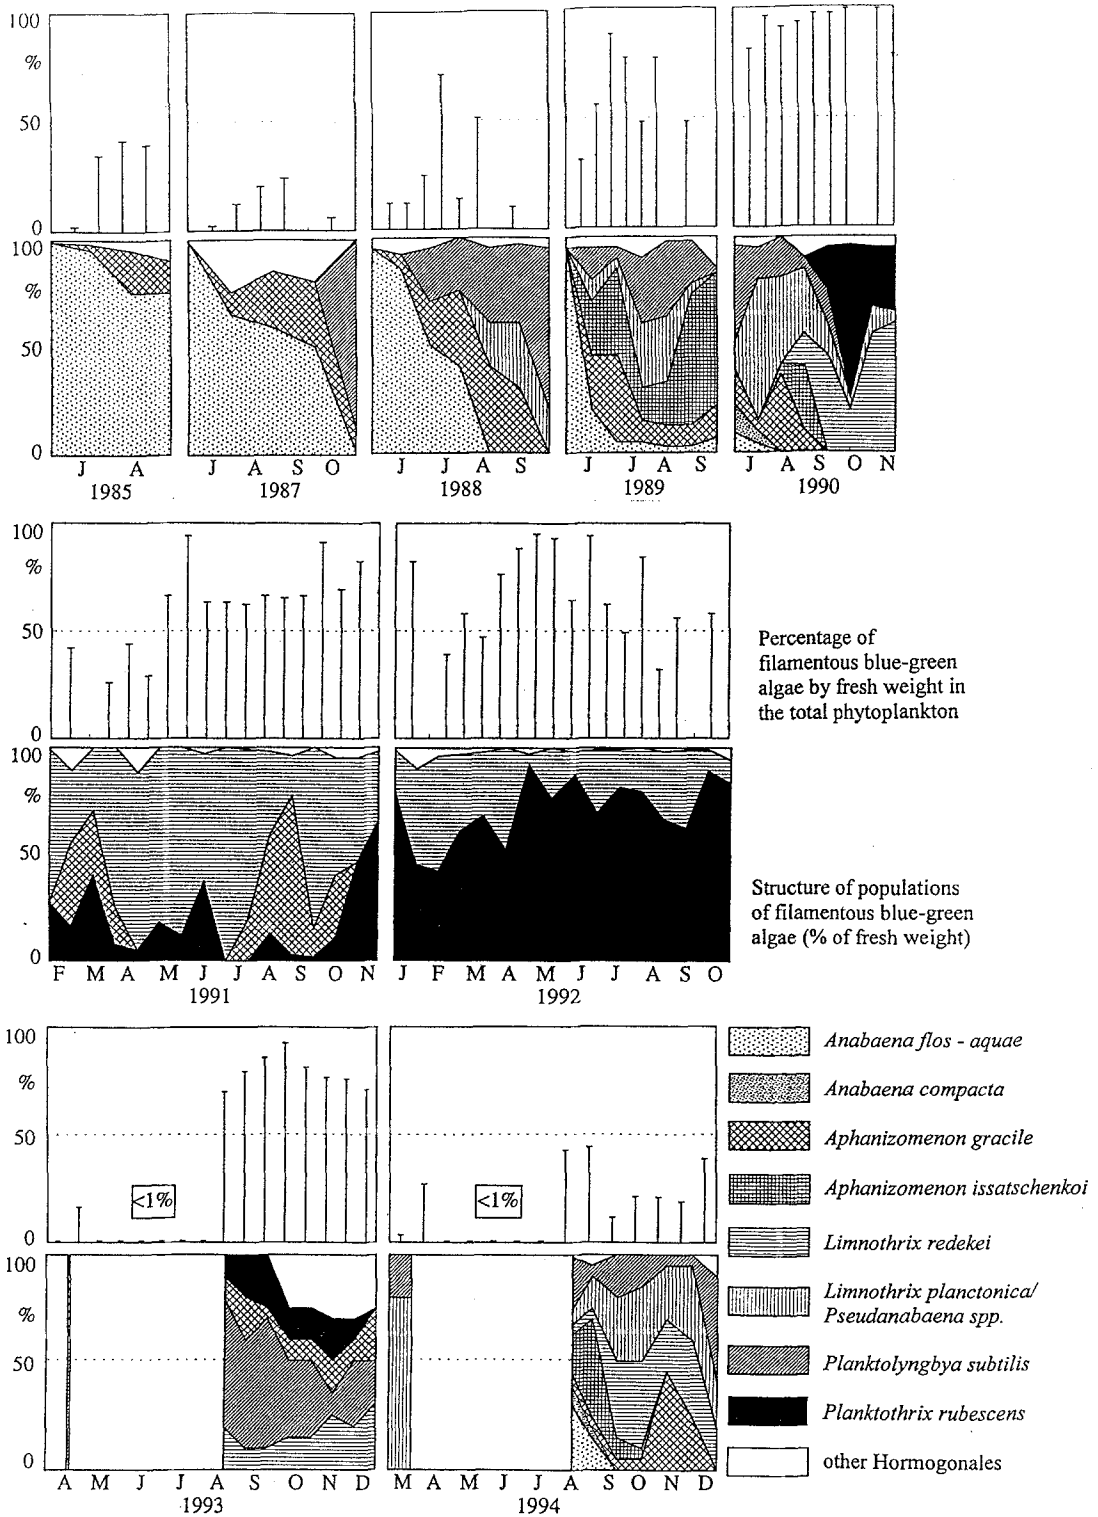 100
%
50
0
100
%
50
0
J A
1985
J A S O
1987
J J A S
1988
J J A S
1989
J A S O N
1990
100
%
50
0
Percentage of
filamentous blue-green
algae by fresh weight in
the total phytoplankton
100
%
50
0
Structure of populations
of filamentous blue-green
algae (% of fresh weight)
F M A M J J A S O N
1991
J F M A M J J A S O
1992
100
%
50
0
<1%
<1%
100
%
50
0
A M J J A S O N D
1993
M A M J J A S O N D
1994
Anabaena flos - aquae
Anabaena compacta
Aphanizomenon gracile
Aphanizomenon issatschenkoi
Limnothrix redekei
Limnothrix planctonica/
Pseudanabaena spp.
Planktolyngbya subtilis
Planktothrix rubescens
other Hormogonales